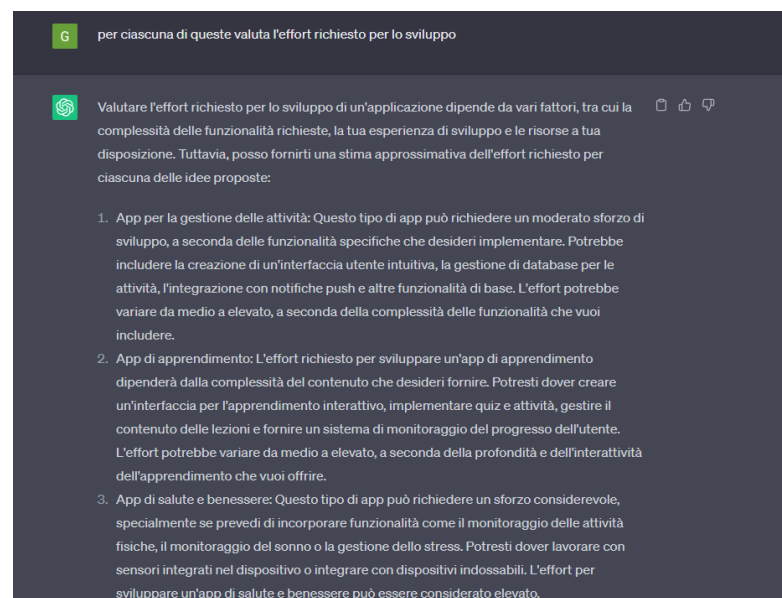 G
per ciascuna di queste valuta l'effort richiesto per lo sviluppo
Valutare l'effort richiesto per lo sviluppo di un'applicazione dipende da vari fattori, tra cui la
complessità delle funzionalità richieste, la tua esperienza di sviluppo e le risorse a tua
disposizione. Tuttavia, posso fornirti una stima approssimativa dell'effort richiesto per
ciascuna delle idee proposte:
1. App per la gestione delle attività: Questo tipo di app può richiedere un moderato sforzo di
sviluppo, a seconda delle funzionalità specifiche che desideri implementare. Potrebbe
includere la creazione di un'interfaccia utente intuitiva, la gestione di database per le
attività, l'integrazione con notifiche push e altre funzionalità di base. L'effort potrebbe
variare da medio a elevato, a seconda della complessità delle funzionalità che vuoi
includere.
2. App di apprendimento: L'effort richiesto per sviluppare un'app di apprendimento
dipenderà dalla complessità del contenuto che desideri fornire. Potresti dover creare
un'interfaccia per l'apprendimento interattivo, implementare quiz e attività, gestire il
contenuto delle lezioni e fornire un sistema di monitoraggio del progresso dell'utente.
L'effort potrebbe variare da medio a elevato, a seconda della profondità e dell'interattività
dell'apprendimento che vuoi offrire.
3. App di salute e benessere: Questo tipo di app può richiedere un sforzo considerevole,
specialmente se prevedi di incorporare funzionalità come il monitoraggio delle attività
fisiche, il monitoraggio del sonno o la gestione dello stress. Potresti dover lavorare con
sensori integrati nel dispositivo o integrare con dispositivi indossabili. L'effort per
sviluppare un'app di salute e benessere può essere considerato elevato.